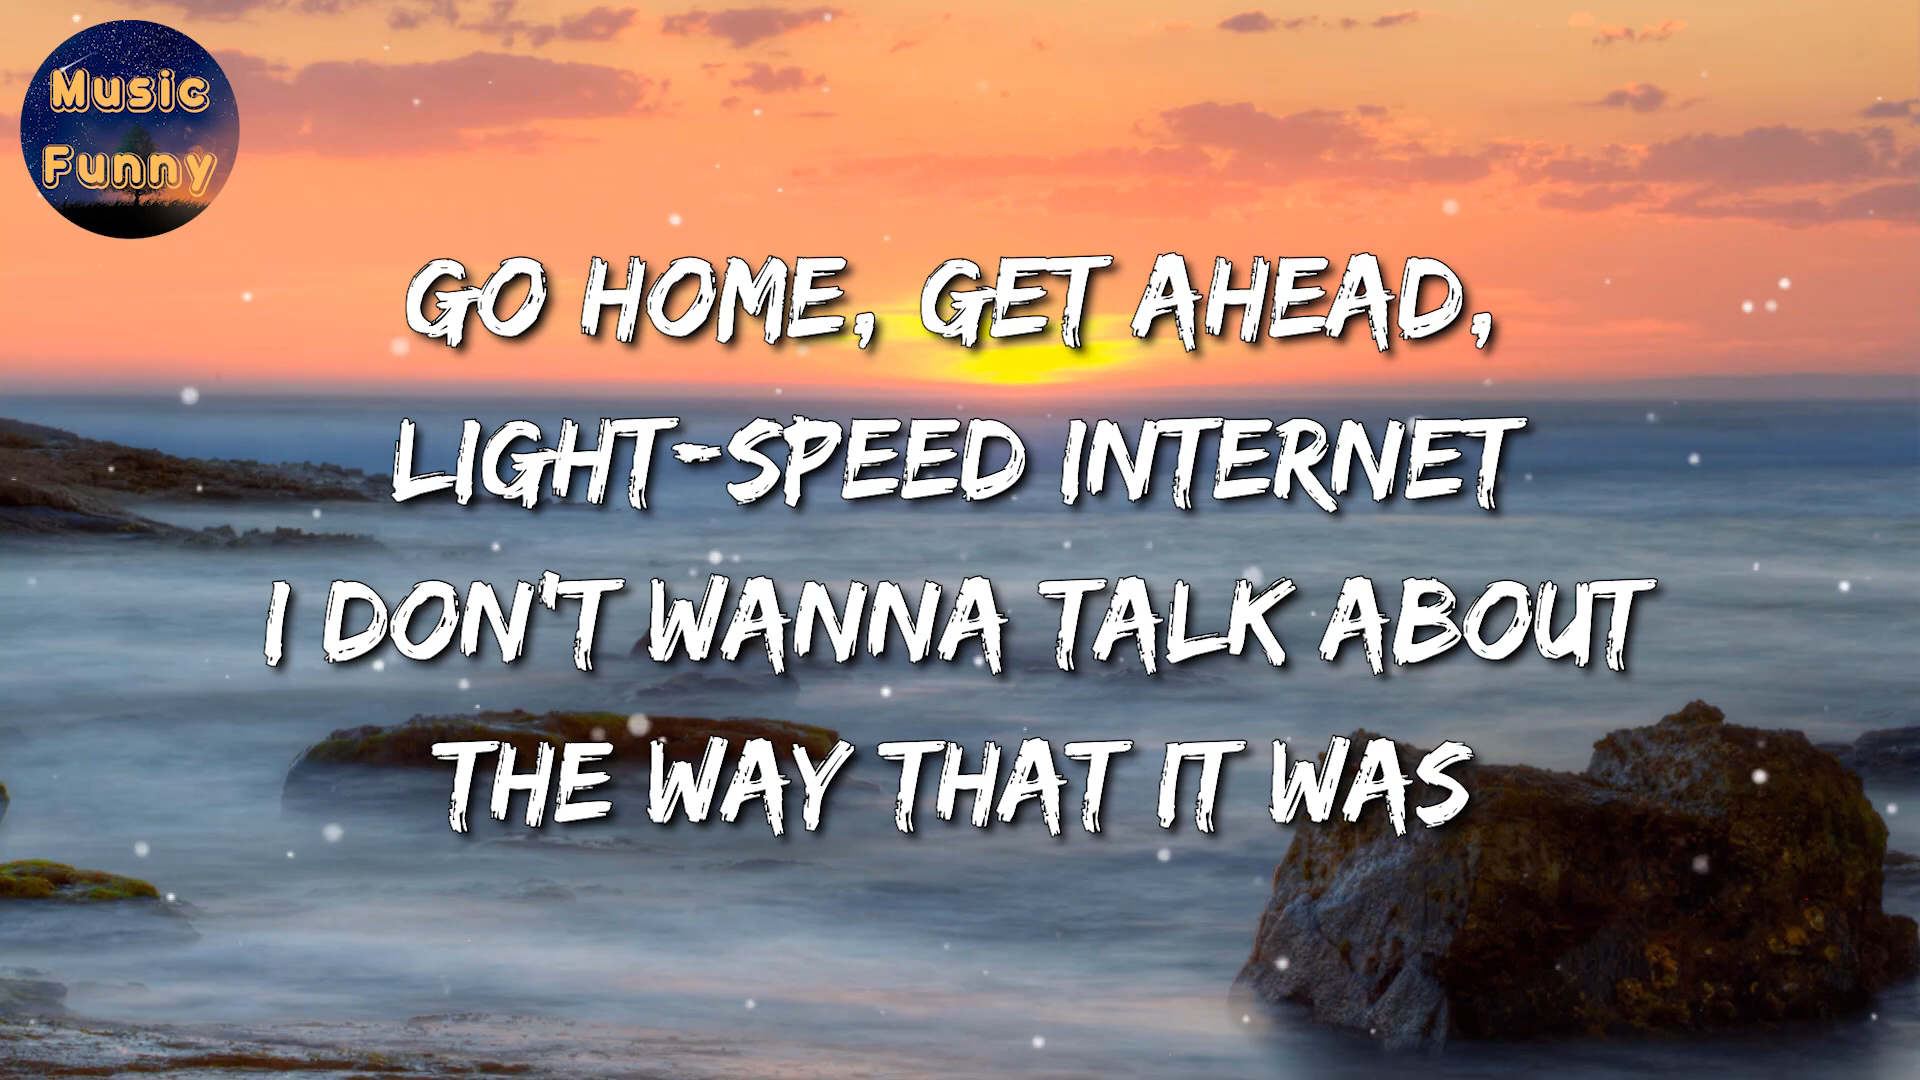 Music
Funny
GO HOME, GET AHEAD,
LIGHT-SPEED INTERNET
I DON'T WANNA TALK ABOUT
THE WAY THAT IT WAS